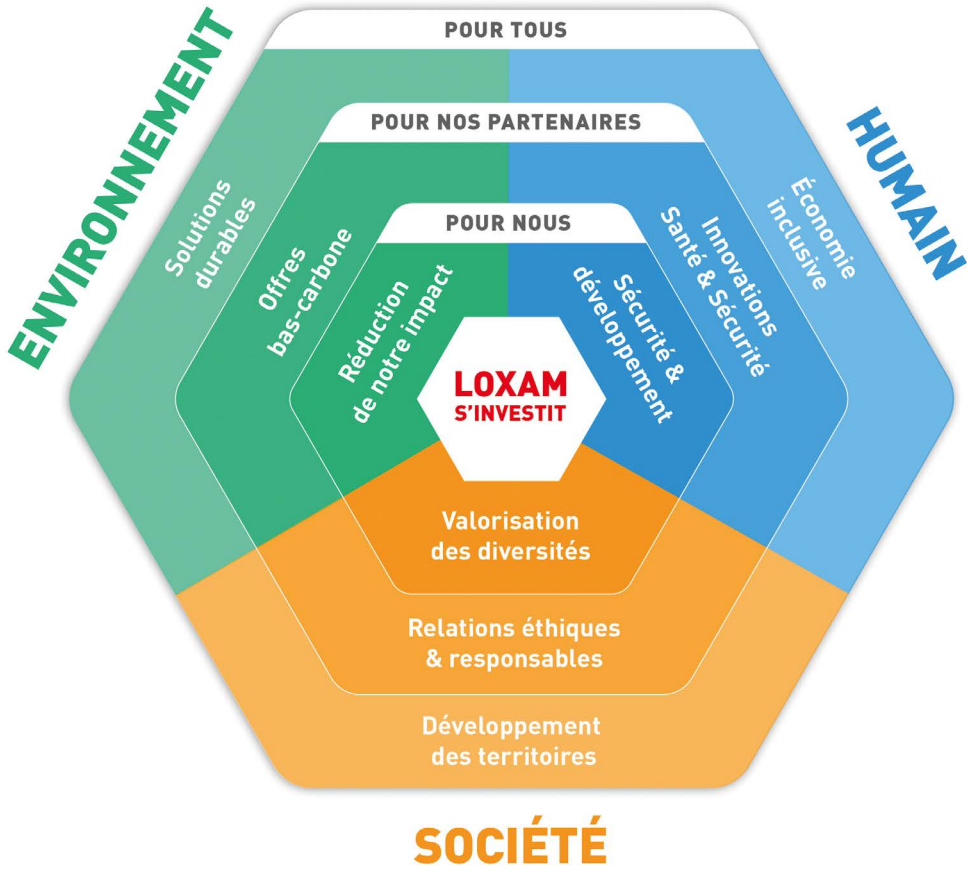 POUR TOUS
ENVIRONNEMENT
HUMAIN
POUR NOS PARTENAIRES
Solutions
durables
Économie
inclusive
POUR NOUS
Offres
bas-carbone
Innovations
Santé & Sécurité
Réduction
de notre impact
Sécurité &
développement
LOXAM
S'INVESTIT
Valorisation
des diversités
Relations éthiques
& responsables
Développement
des territoires
SOCIÉTÉ